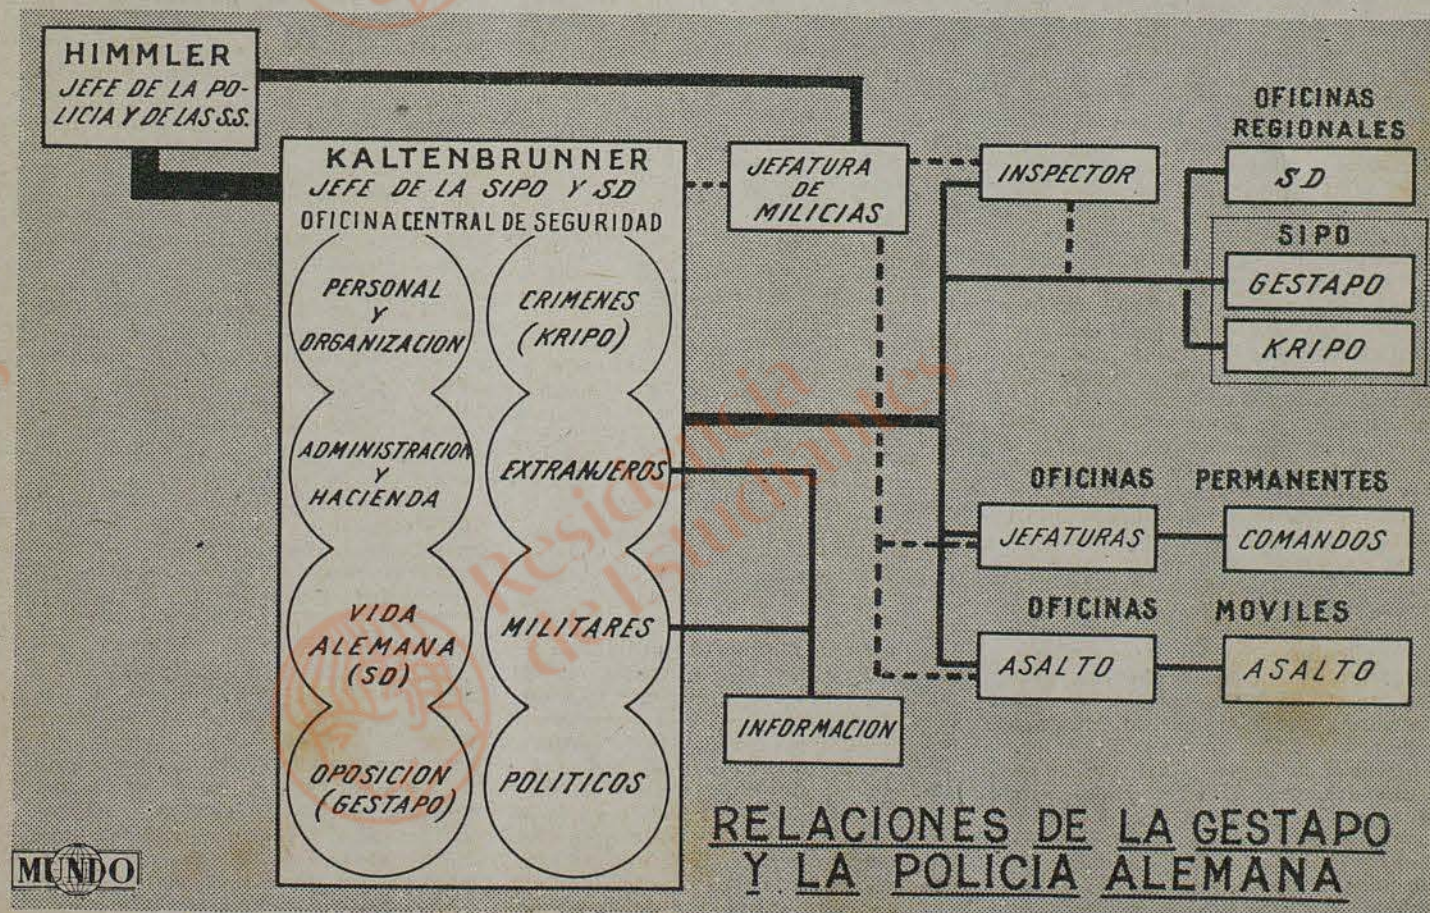 HIMMLER
JEFE DE LA PO-
LICIA Y DE LAS S.S.
KALTENBRUNNER
JEFE DE LA SIPO Y SD
OFICINA CENTRAL DE SEGURIDAD
PERSONAL
Y
ORGANIZACION
CRIMENES
(KRIPO)
ADMINISTRACION
Y
HACIENDA
EXTRANJEROS
VIDA
ALEMANA
(SD)
MILITARES
OPOSICION
(GESTAPO)
POLITICOS
JEFATURA
DE
MILICIAS
INSPECTOR
OFICINAS
REGIONALES
SD
SIPO
GESTAPO
KRIPO
OFICINAS PERMANENTES
JEFATURAS
COMANDOS
OFICINAS MOVILES
ASALTO
ASALTO
INFORMACION
RELACIONES DE LA GESTAPO
Y LA POLICIA ALEMANA
MUNDO
Residencia
de Estudiantes